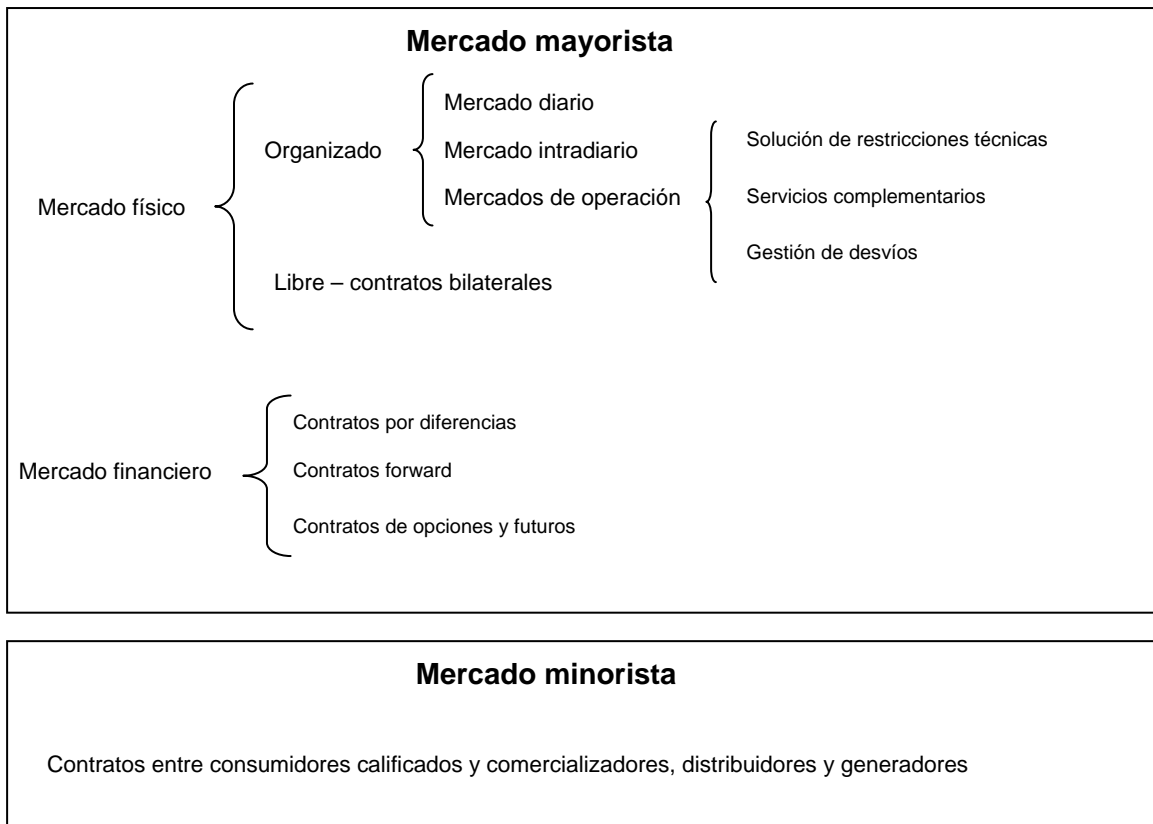 Mercado mayorista
Mercado físico
Organizado
Mercado diario
Mercado intradiario
Mercados de operación
Solución de restricciones técnicas
Servicios complementarios
Gestión de desvíos
Libre – contratos bilaterales
Mercado financiero
Contratos por diferencias
Contratos forward
Contratos de opciones y futuros
Mercado minorista
Contratos entre consumidores calificados y comercializadores, distribuidores y generadores